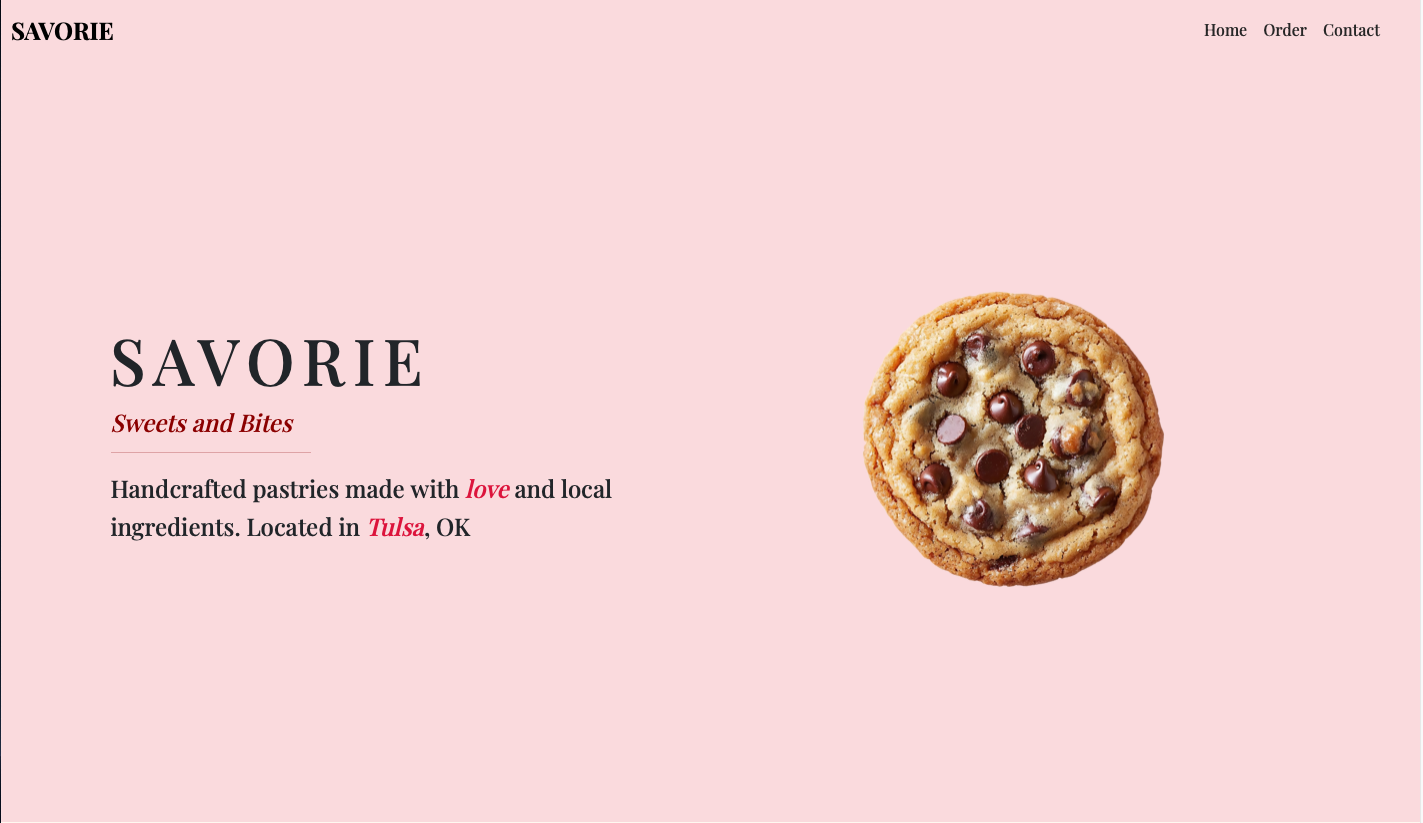 SAVORIE
Home Order Contact
SAVORIE
Sweets and Bites
Handcrafted pastries made with love and local
ingredients. Located in Tulsa, OK